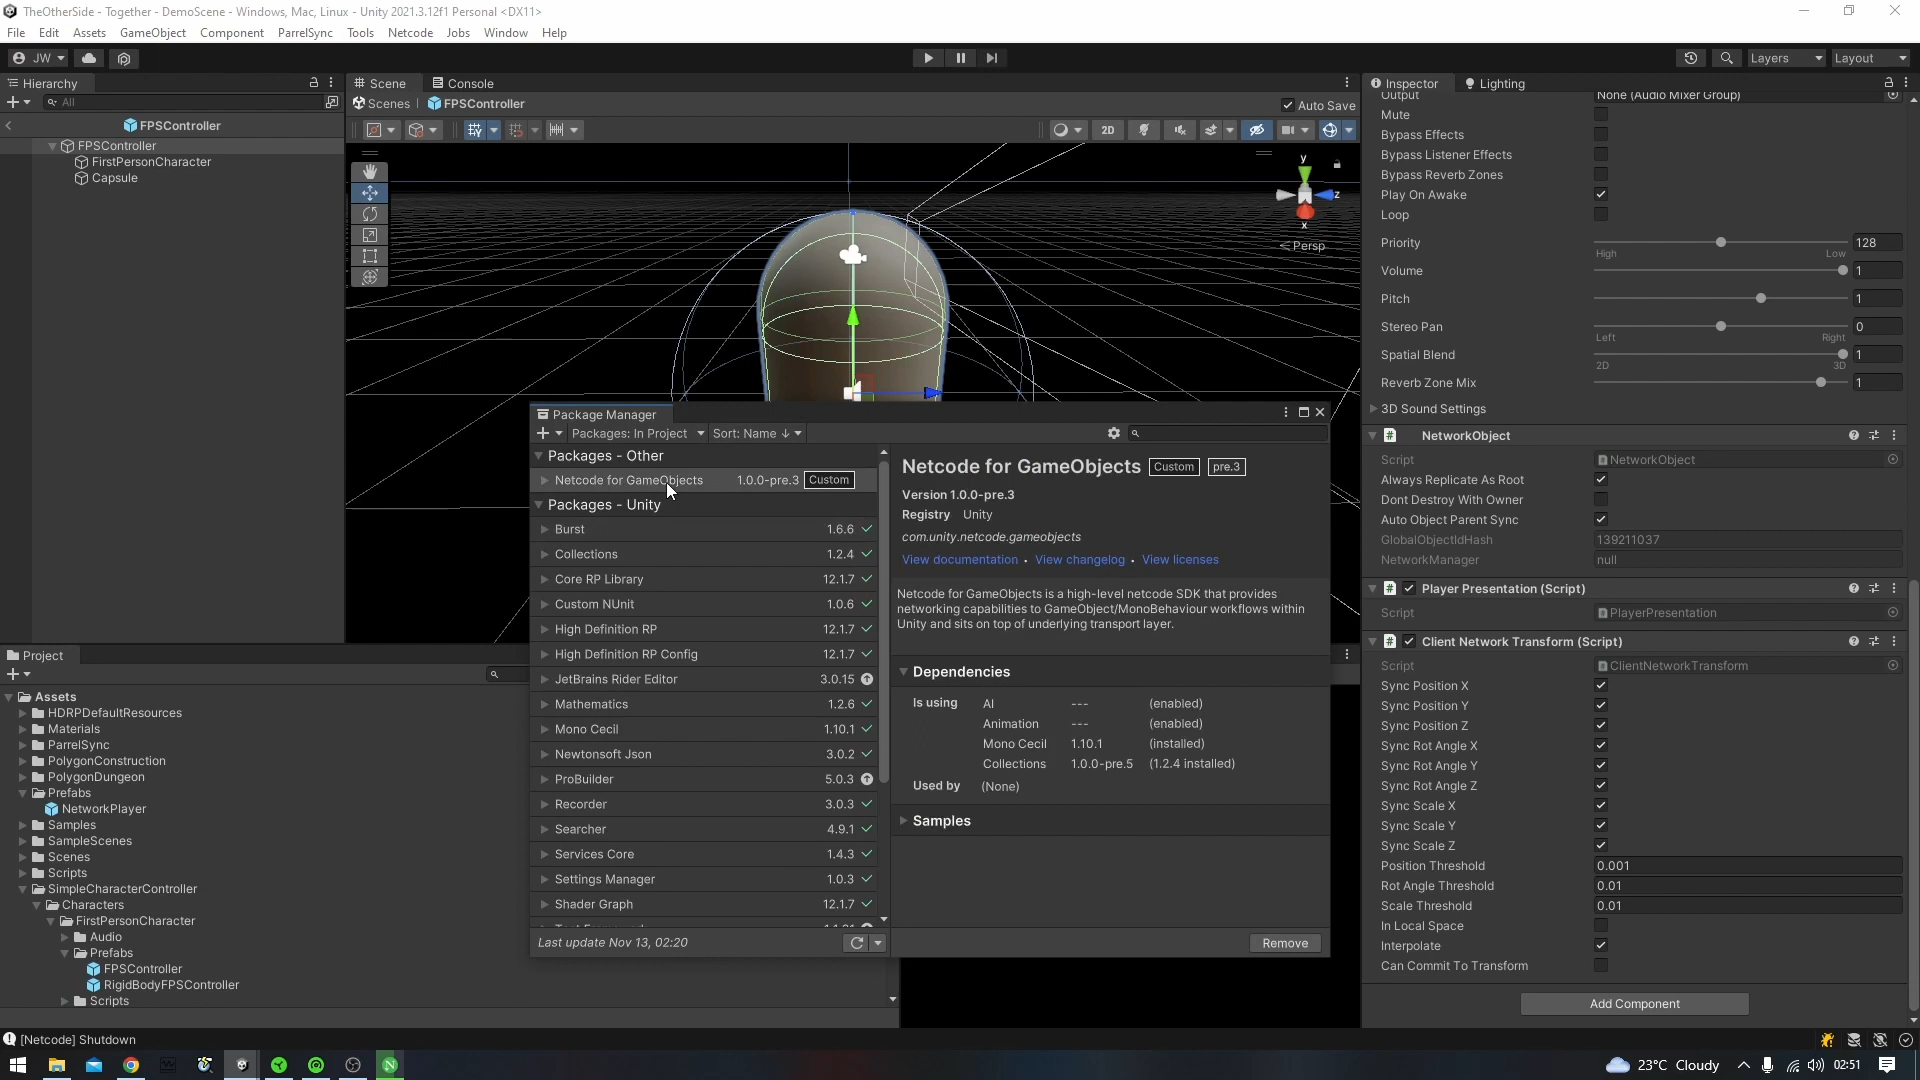 TheOtherSide - Together - DemoScene - Windows, Mac, Linux - Unity 2021.3.12f1 Personal <DX11>
File Edit Assets GameObject Component ParrelSync Tools Netcode Jobs Window Help
JW Layers Layout
Hierarchy
All
FPSController
FPSController
FirstPersonCharacter
Capsule
Scene Console
Scenes FPSController Auto Save
2D
y
z
x
< Persp
Inspector Lighting
Output None (Audio Mixer Group)
Mute
Bypass Effects
Bypass Listener Effects
Bypass Reverb Zones
Play On Awake
Loop
Priority 128
High Low
Volume 1
Pitch 1
Stereo Pan 0
Left Right
Spatial Blend 1
2D 3D
Reverb Zone Mix 1
3D Sound Settings
# NetworkObject
Script NetworkObject
Always Replicate As Root
Dont Destroy With Owner
Auto Object Parent Sync
GlobalObjectIdHash 139211037
NetworkManager null
# Player Presentation (Script)
Script PlayerPresentation
# Client Network Transform (Script)
Script ClientNetworkTransform
Sync Position X
Sync Position Y
Sync Position Z
Sync Rot Angle X
Sync Rot Angle Y
Sync Rot Angle Z
Sync Scale X
Sync Scale Y
Sync Scale Z
Position Threshold 0.001
Rot Angle Threshold 0.01
Scale Threshold 0.01
In Local Space
Interpolate
Can Commit To Transform
Add Component
Package Manager
Packages: In Project Sort: Name ↓
Packages - Other
Netcode for GameObjects 1.0.0-pre.3 Custom
Packages - Unity
Burst 1.6.6
Collections 1.2.4
Core RP Library 12.1.7
Custom NUnit 1.0.6
High Definition RP 12.1.7
High Definition RP Config 12.1.7
JetBrains Rider Editor 3.0.15
Mathematics 1.2.6
Mono Cecil 1.10.1
Newtonsoft Json 3.0.2
ProBuilder 5.0.3
Recorder 3.0.3
Searcher 4.9.1
Services Core 1.4.3
Settings Manager 1.0.3
Shader Graph 12.1.7
Last update Nov 13, 02:20
Netcode for GameObjects Custom pre.3
Version 1.0.0-pre.3
Registry Unity
com.unity.netcode.gameobjects
View documentation • View changelog • View licenses
Netcode for GameObjects is a high-level netcode SDK that provides
networking capabilities to GameObject/MonoBehaviour workflows within
Unity and sits on top of underlying transport layer.
Dependencies
Is using AI --- (enabled)
Animation --- (enabled)
Mono Cecil 1.10.1 (installed)
Collections 1.0.0-pre.5 (1.2.4 installed)
Used by (None)
Samples
Remove
Project
Assets
HDRPDefaultResources
Materials
ParrelSync
PolygonConstruction
PolygonDungeon
Prefabs
NetworkPlayer
Samples
SampleScenes
Scenes
Scripts
SimpleCharacterController
Characters
FirstPersonCharacter
Audio
Prefabs
FPSController
RigidBodyFPSController
Scripts
[Netcode] Shutdown
23°C Cloudy 02:51